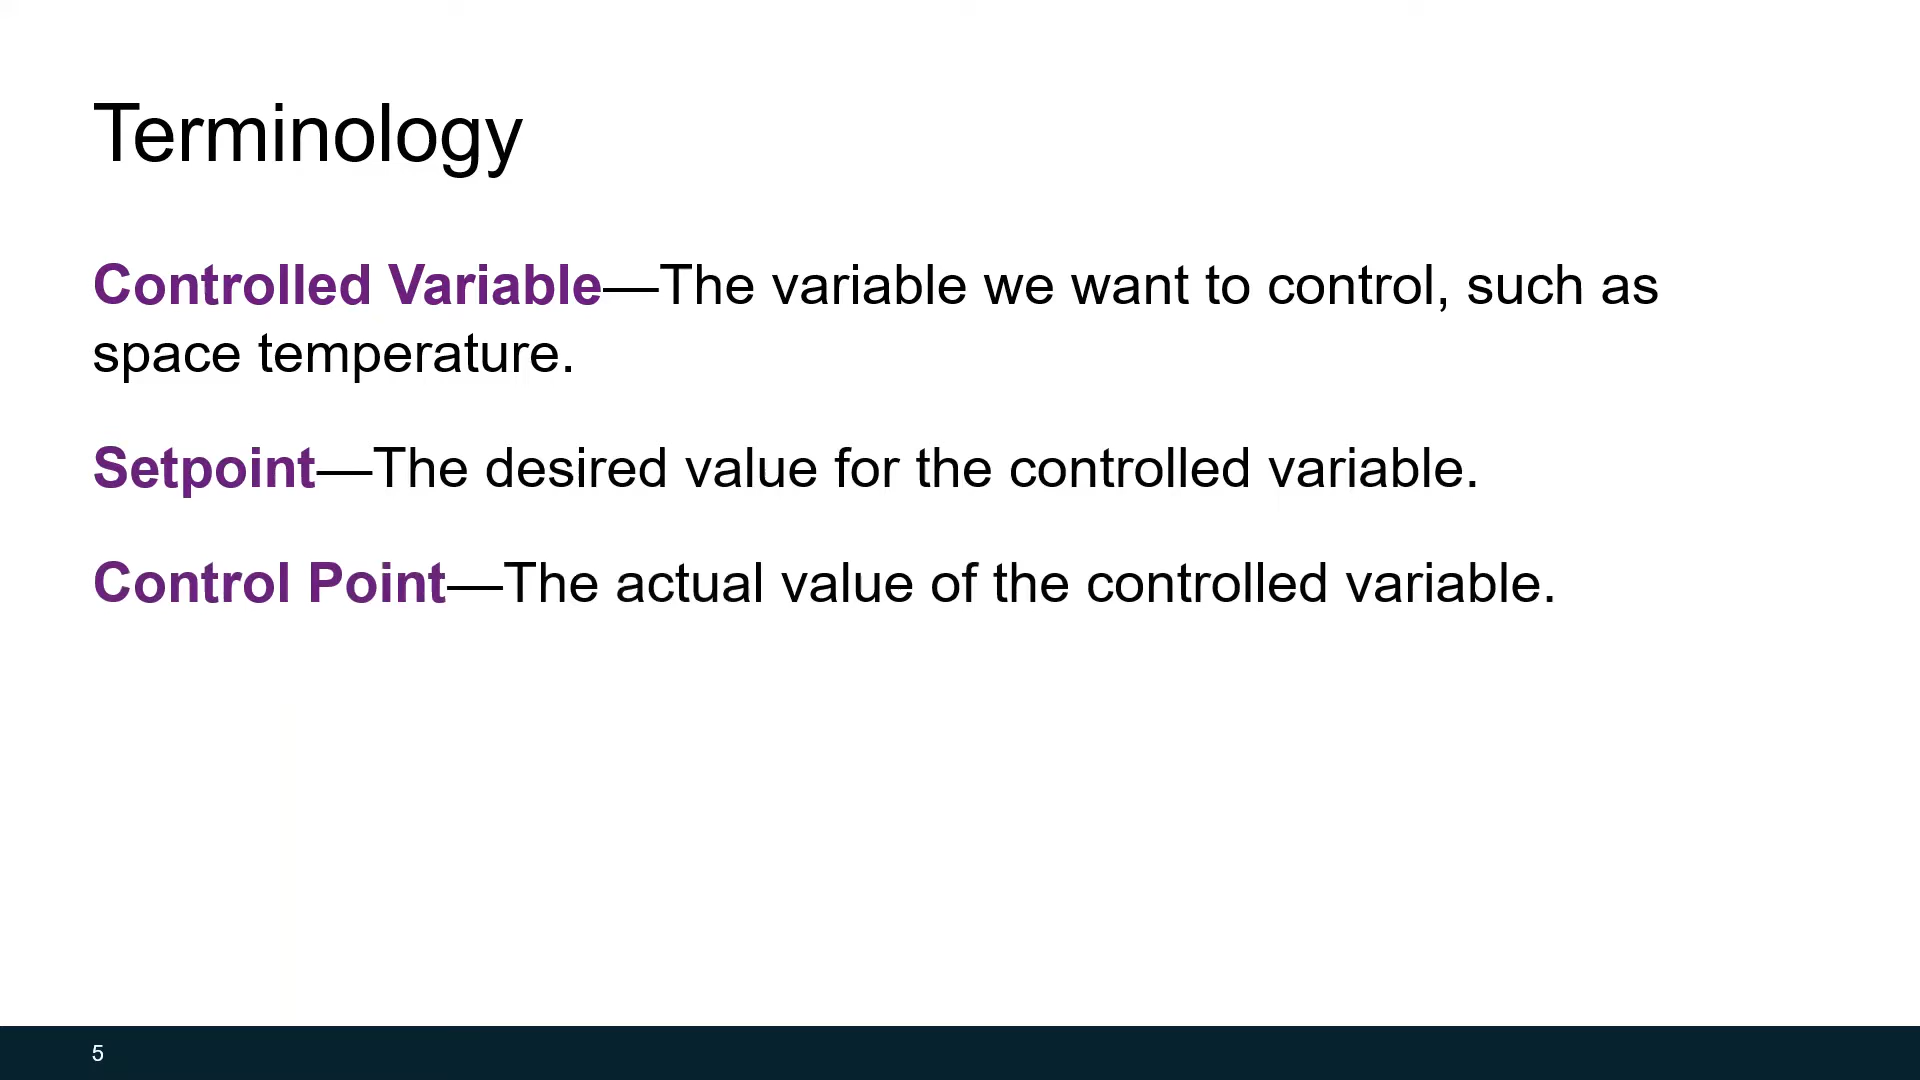 Terminology
Controlled Variable—The variable we want to control, such as
space temperature.
Setpoint—The desired value for the controlled variable.
Control Point—The actual value of the controlled variable.
5